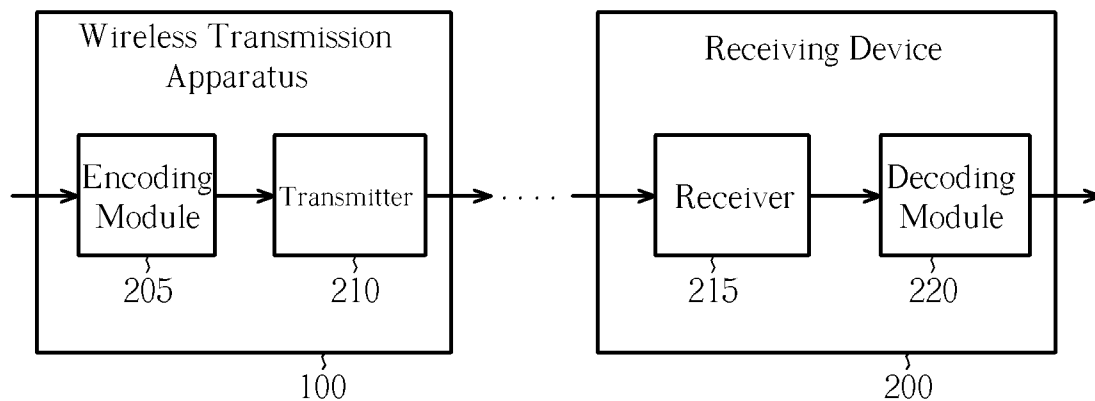 Wireless Transmission
Apparatus
Encoding
Module
205
Transmitter
210
100
Receiving Device
Receiver
215
Decoding
Module
220
200